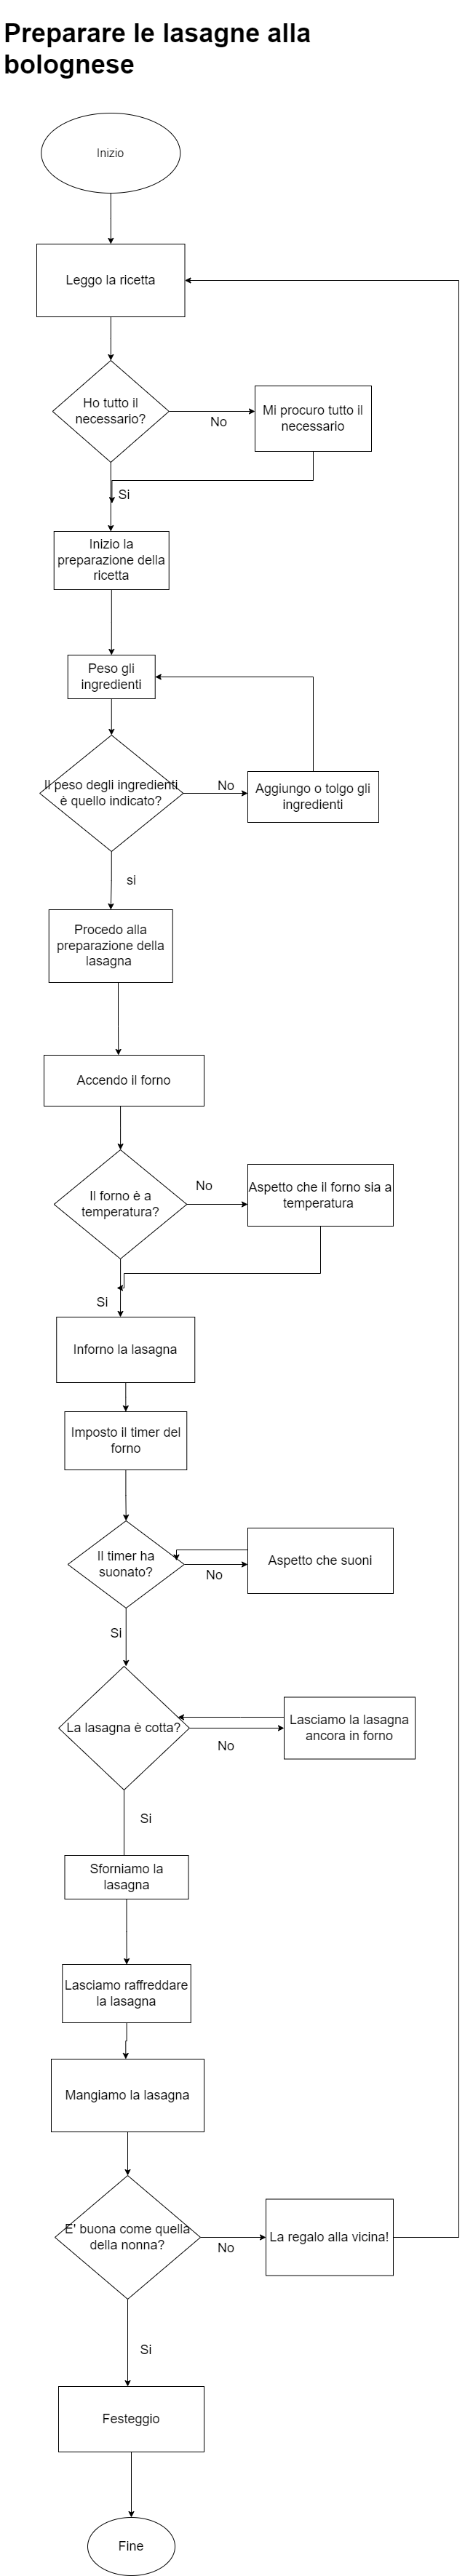 Preparare le lasagne alla
bolognese
Inizio
Leggo la ricetta
Ho tutto il
necessario?
No
Mi procuro tutto il
necessario
Si
Inizio la
preparazione della
ricetta
Peso gli
ingredienti
Il peso degli ingredienti
è quello indicato?
No
Aggiungo o tolgo gli
ingredienti
si
Procedo alla
preparazione della
lasagna
Accendo il forno
Il forno è a
temperatura?
No
Aspetto che il forno sia a
temperatura
Si
Inforno la lasagna
Imposto il timer del
forno
Il timer ha
suonato?
No
Aspetto che suoni
Si
La lasagna è cotta?
No
Lasciamo la lasagna
ancora in forno
Si
Sforniamo la
lasagna
Lasciamo raffreddare
la lasagna
Mangiamo la lasagna
E' buona come quella
della nonna?
No
La regalo alla vicina!
Si
Festeggio
Fine